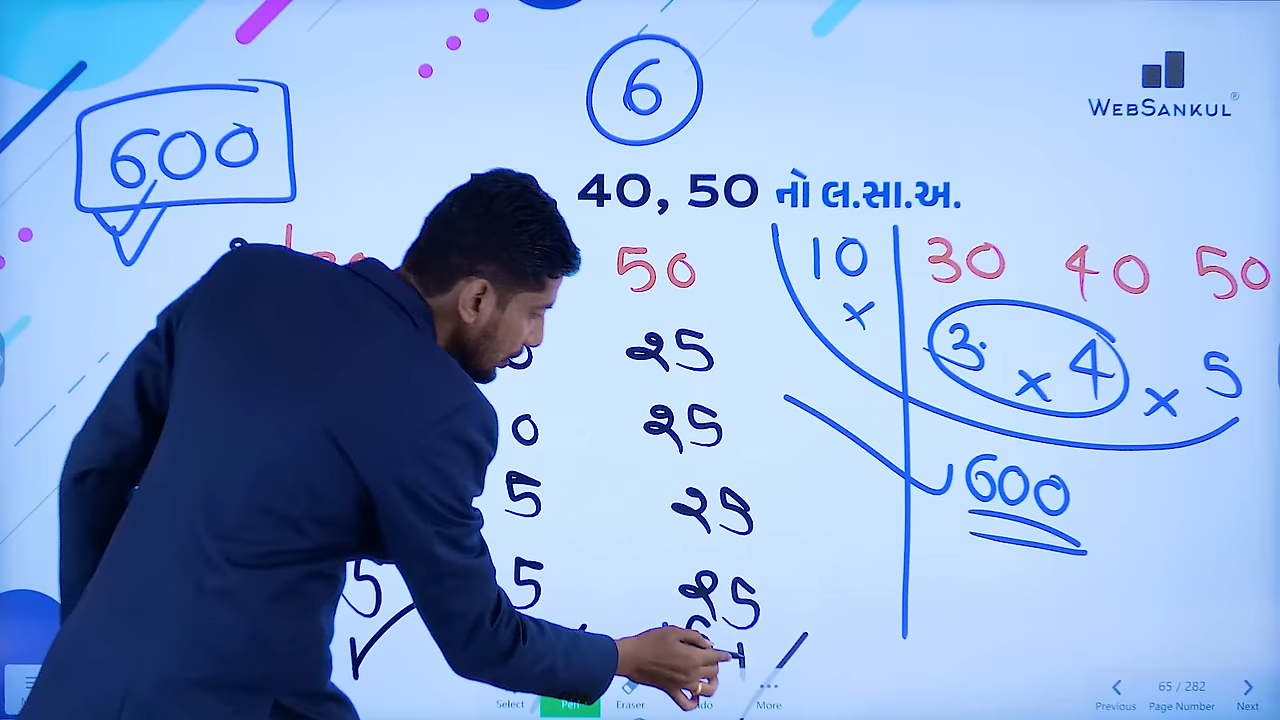 6
WEBSANKUL®
600
40, 50 નો લ.સા.અ.
50
10 30 40 50
×
3 × 4 × 5
25
0 25
600
5 25
5 5 25
Select Pen Eraser More
Previous 65 / 282 Page Number Next